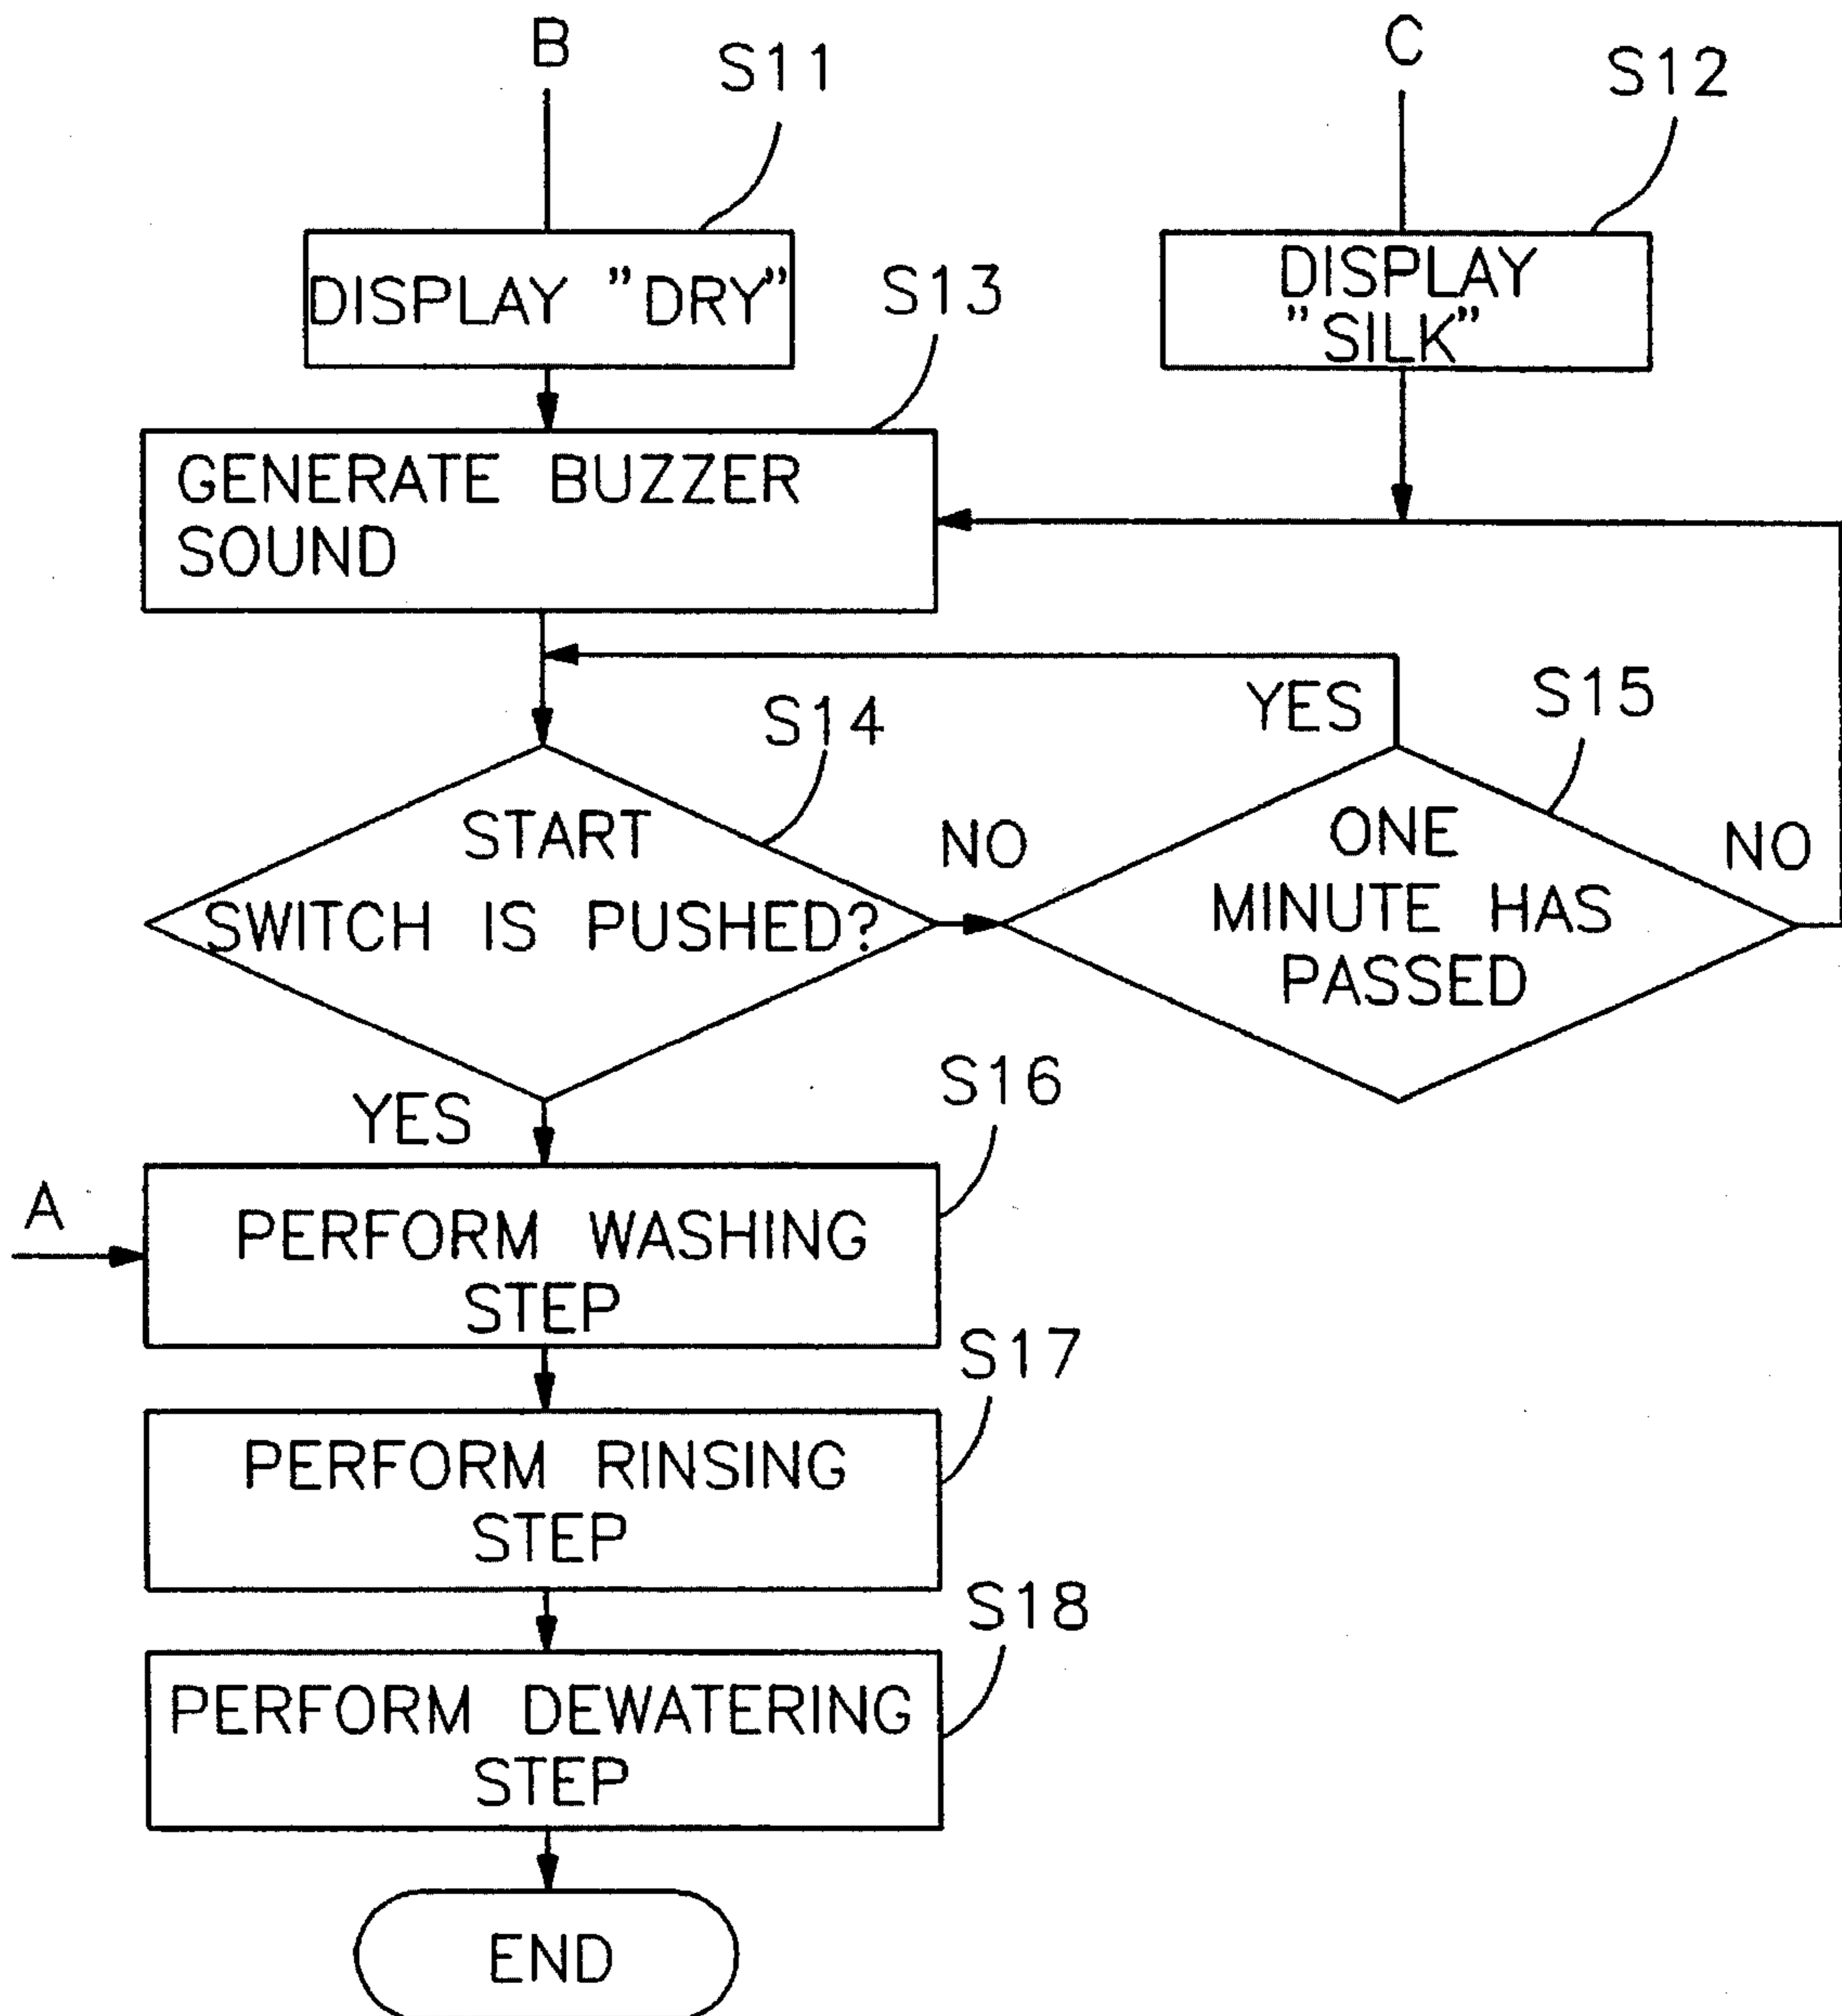 B
S11
C
S12
DISPLAY "DRY"
S13
DISPLAY
"SILK"
GENERATE BUZZER
SOUND
YES
S15
S14
START
SWITCH IS PUSHED?
NO
ONE
MINUTE HAS
PASSED
NO
YES
S16
A
PERFORM WASHING
STEP
S17
PERFORM RINSING
STEP
S18
PERFORM DEWATERING
STEP
END